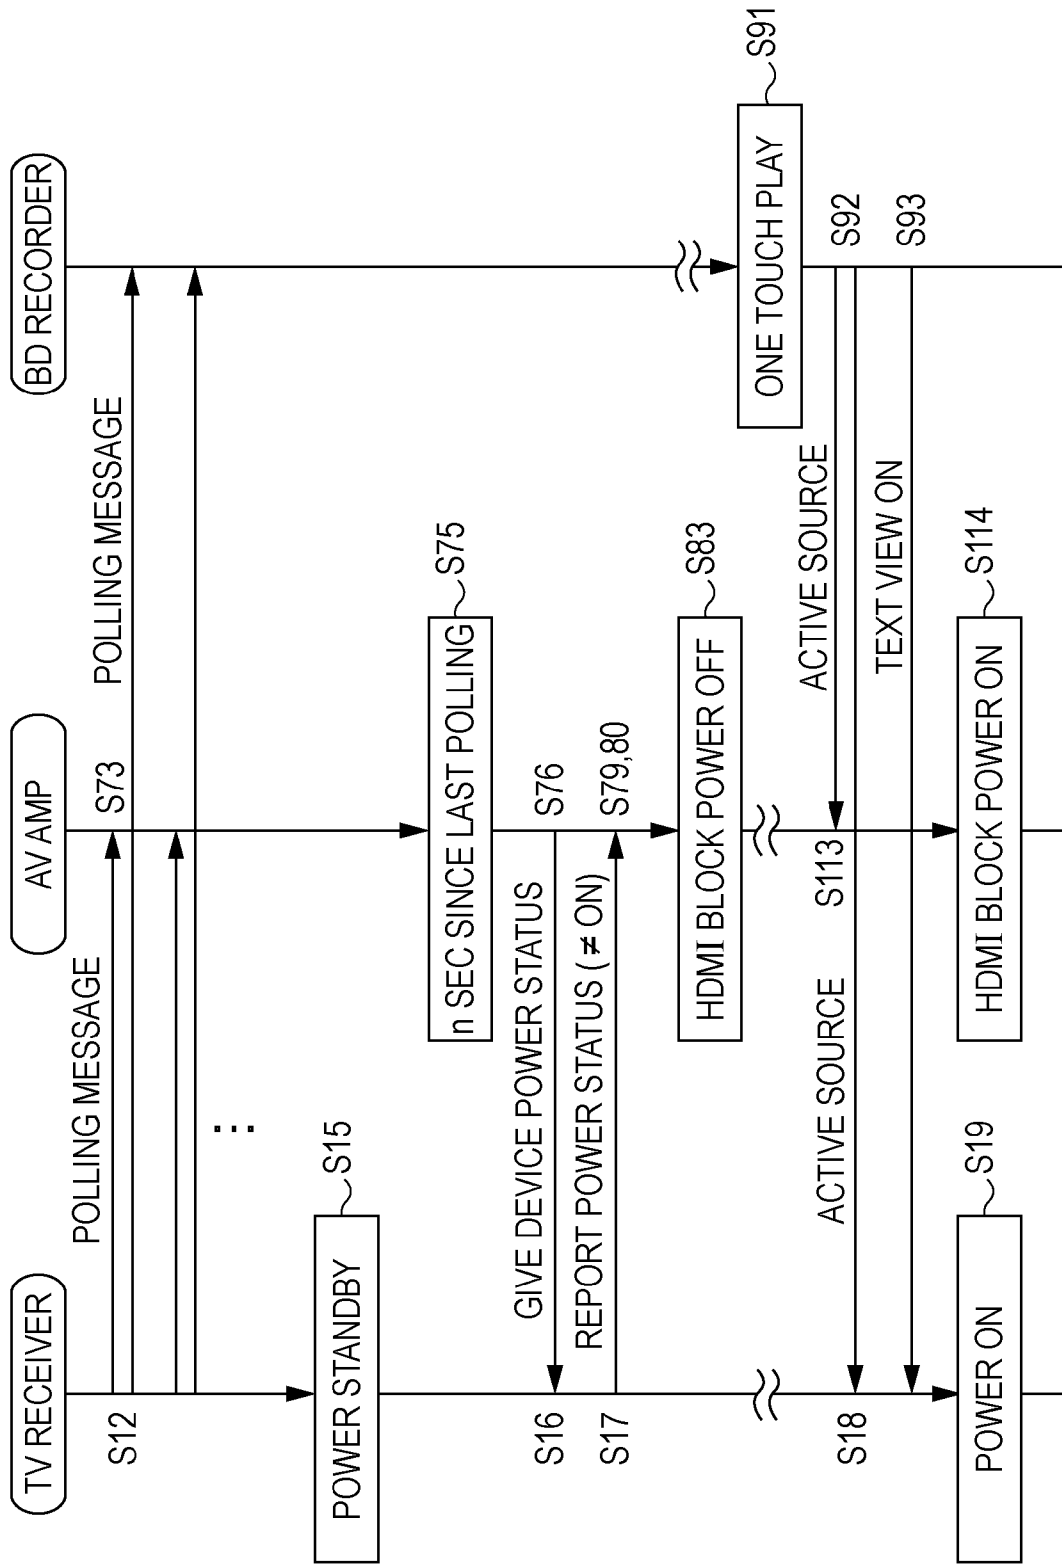 TV RECEIVER
AV AMP
BD RECORDER
POLLING MESSAGE
POLLING MESSAGE
S12
S73
...
POWER STANDBY
S15
n SEC SINCE LAST POLLING
S75
GIVE DEVICE POWER STATUS
S16
S76
REPORT POWER STATUS (≠ ON)
S17
S79,80
HDMI BLOCK POWER OFF
S83
ONE TOUCH PLAY
S91
ACTIVE SOURCE
S113
S92
ACTIVE SOURCE
S18
TEXT VIEW ON
S93
POWER ON
S19
HDMI BLOCK POWER ON
S114